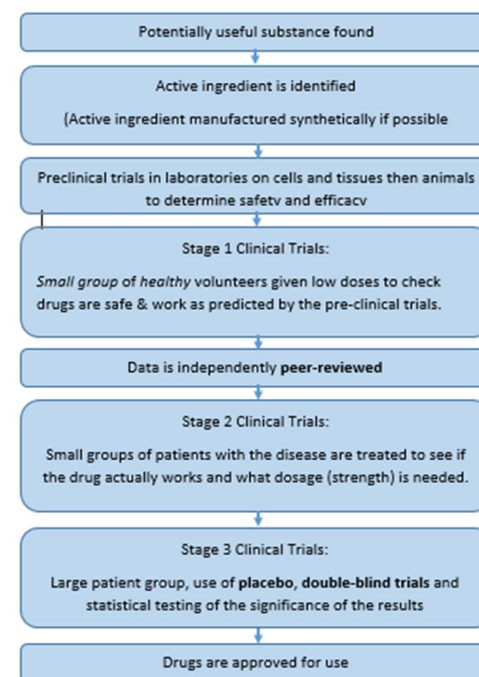 Potentially useful substance found
Active ingredient is identified
(Active ingredient manufactured synthetically if possible
Preclinical trials in laboratories on cells and tissues then animals
to determine safety and efficacy
Stage 1 Clinical Trials:
Small group of healthy volunteers given low doses to check
drugs are safe & work as predicted by the pre-clinical trials.
Data is independently peer-reviewed
Stage 2 Clinical Trials:
Small groups of patients with the disease are treated to see if
the drug actually works and what dosage (strength) is needed.
Stage 3 Clinical Trials:
Large patient group, use of placebo, double-blind trials and
statistical testing of the significance of the results
Drugs are approved for use